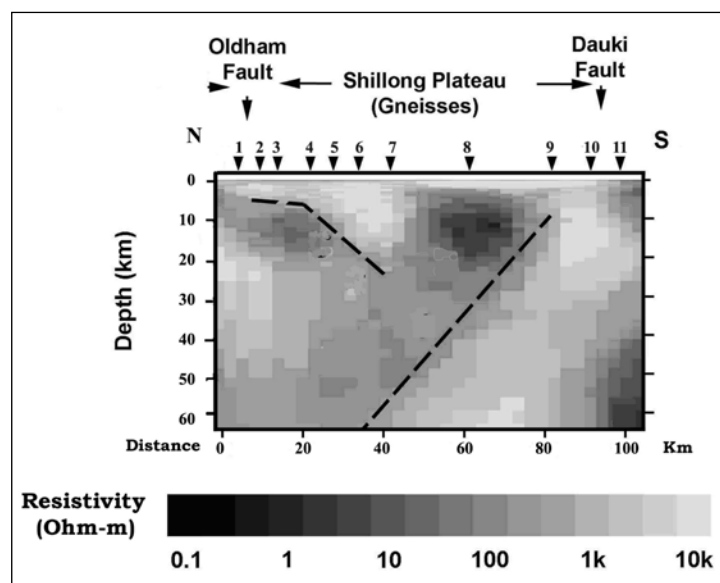 Oldham
Fault
Shillong Plateau
(Gneisses)
Dauki
Fault
N
S
1 2 3 4 5 6 7 8 9 10 11
Depth (km)
0
10
20
30
40
50
60
Distance
0 20 40 60 80 100
Km
Resistivity
(Ohm-m)
0.1 1 10 100 1k 10k